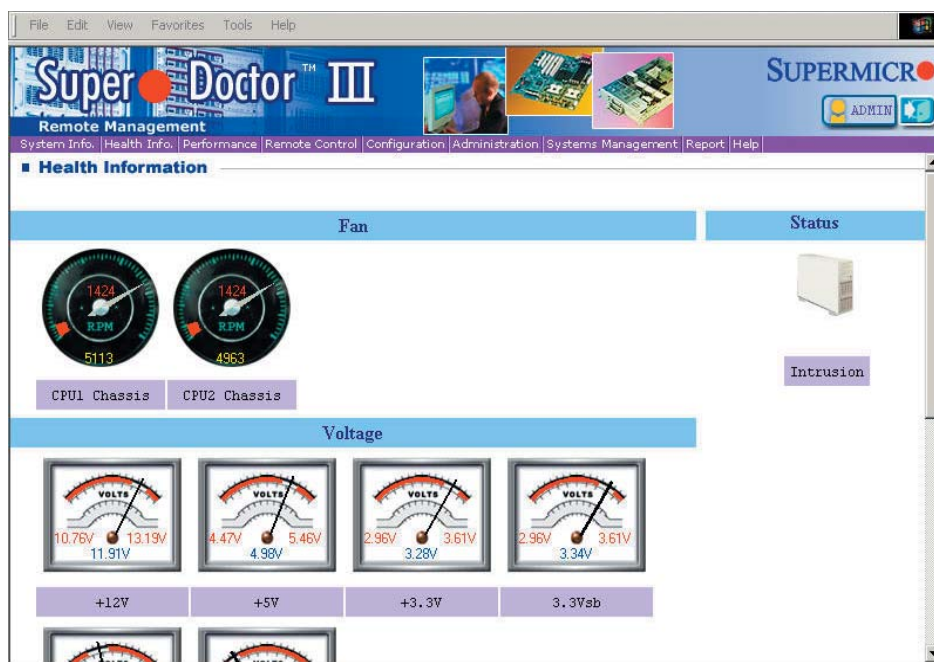 File Edit View Favorites Tools Help
Super Doctor™ III
SUPERMICR
ADMIN
Remote Management
System Info. Health Info. Performance Remote Control Configuration Administration Systems Management Report Help
Health Information
Fan
Status
1424
RPM
5113
1424
RPM
4963
CPU1 Chassis
CPU2 Chassis
Intrusion
Voltage
VOLTS
10.76V 13.19V
11.91V
VOLTS
4.47V 5.46V
4.98V
VOLTS
2.96V 3.61V
3.28V
VOLTS
2.96V 3.61V
3.34V
+12V
+5V
+3.3V
3.3Vsb
VOLTS
VOLTS